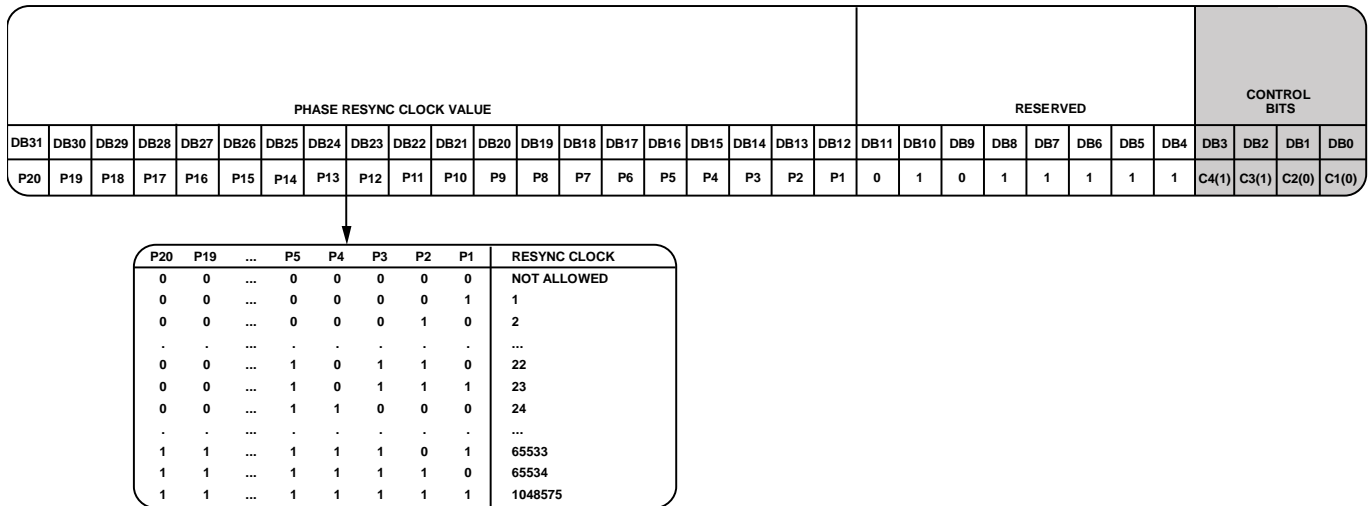 PHASE RESYNC CLOCK VALUE RESERVED CONTROL
BITS
DB31 DB30 DB29 DB28 DB27 DB26 DB25 DB24 DB23 DB22 DB21 DB20 DB19 DB18 DB17 DB16 DB15 DB14 DB13 DB12 DB11 DB10 DB9 DB8 DB7 DB6 DB5 DB4 DB3 DB2 DB1 DB0
P20 P19 P18 P17 P16 P15 P14 P13 P12 P11 P10 P9 P8 P7 P6 P5 P4 P3 P2 P1 0 1 0 1 1 1 1 1 C4(1) C3(1) C2(0) C1(0)
P20 P19 ... P5 P4 P3 P2 P1 RESYNC CLOCK
0 0 ... 0 0 0 0 0 NOT ALLOWED
0 0 ... 0 0 0 0 1 1
0 0 ... 0 0 0 1 0 2
. . ... . . . . . ...
0 0 ... 1 0 1 1 0 22
0 0 ... 1 0 1 1 1 23
0 0 ... 1 1 0 0 0 24
. . ... . . . . . ...
1 1 ... 1 1 1 0 1 65533
1 1 ... 1 1 1 1 0 65534
1 1 ... 1 1 1 1 1 1048575